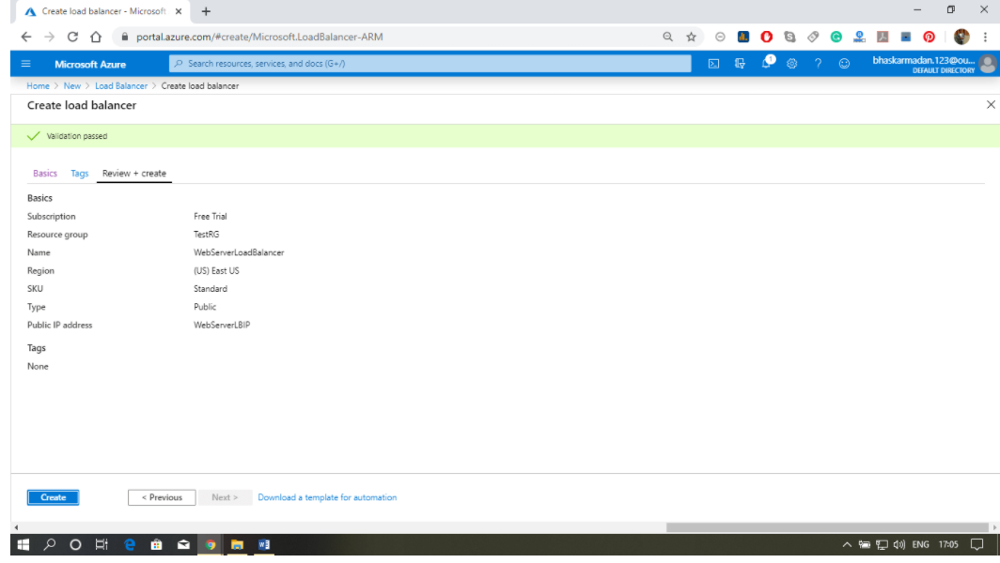 Create load balancer - Microsoft
portal.azure.com/#create/Microsoft.LoadBalancer-ARM
Microsoft Azure
Search resources, services, and docs (G+/)
bhaskarmadan.123@ou...
DEFAULT DIRECTORY
Home > New > Load Balancer > Create load balancer
Create load balancer
Validation passed
Basics Tags Review + create
Basics
Subscription Free Trial
Resource group TestRG
Name WebServerLoadBalancer
Region (US) East US
SKU Standard
Type Public
Public IP address WebServerLBIP
Tags
None
Create < Previous Next > Download a template for automation
ENG 17:05